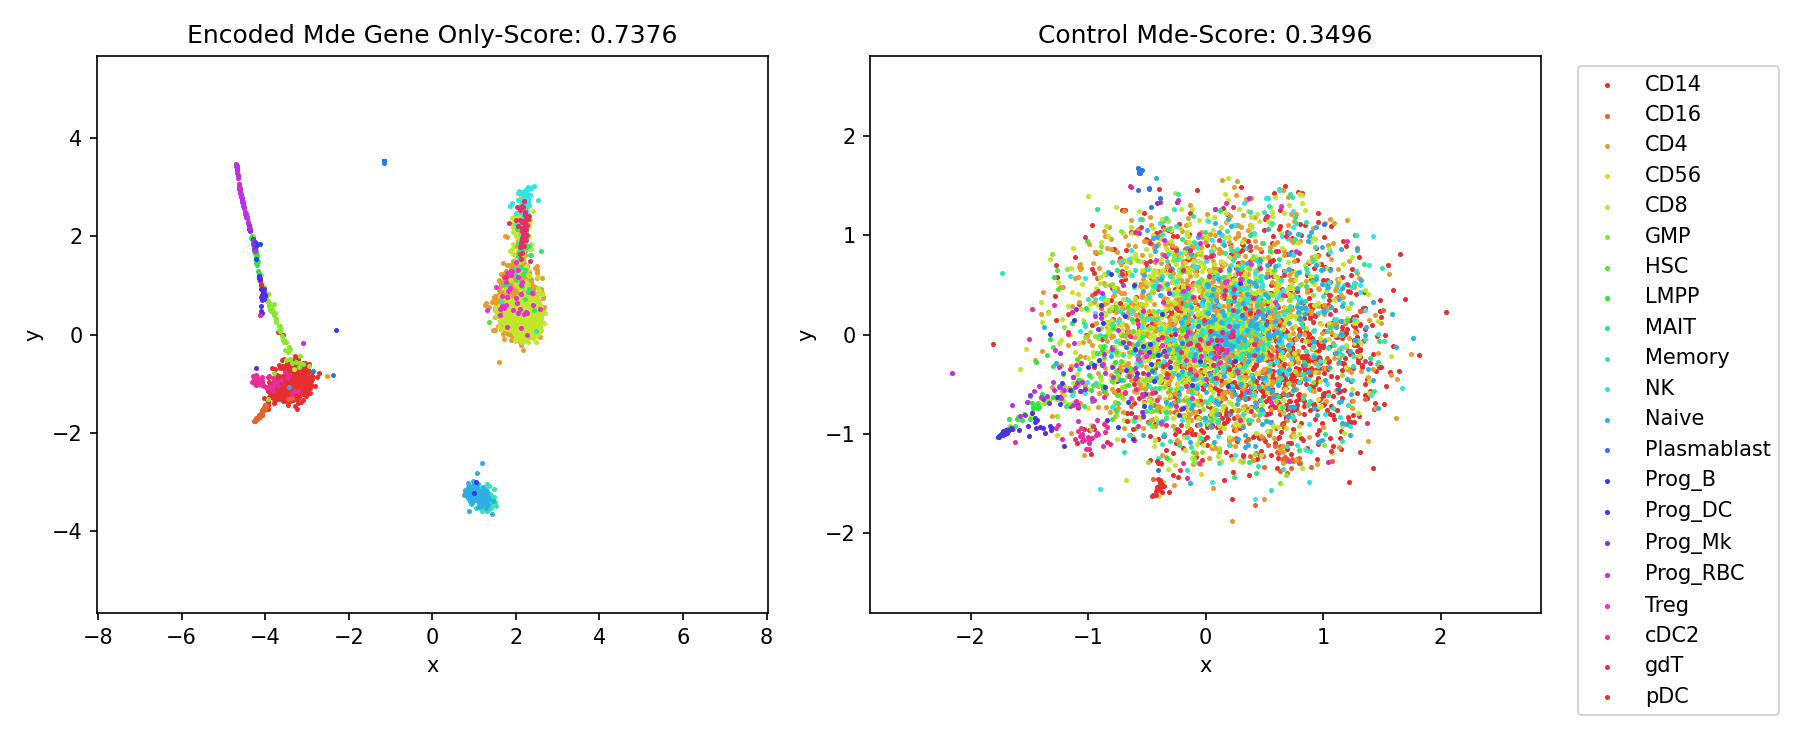 Encoded Mde Gene Only-Score: 0.7376
4
2
0
−2
−4
y
−8
−6
−4
−2
0
2
4
6
8
x
Control Mde-Score: 0.3496
2
1
0
−1
−2
y
−2
−1
0
1
2
x
CD14
CD16
CD4
CD56
CD8
GMP
HSC
LMPP
MAIT
Memory
NK
Naive
Plasmablast
Prog_B
Prog_DC
Prog_Mk
Prog_RBC
Treg
cDC2
gdT
pDC